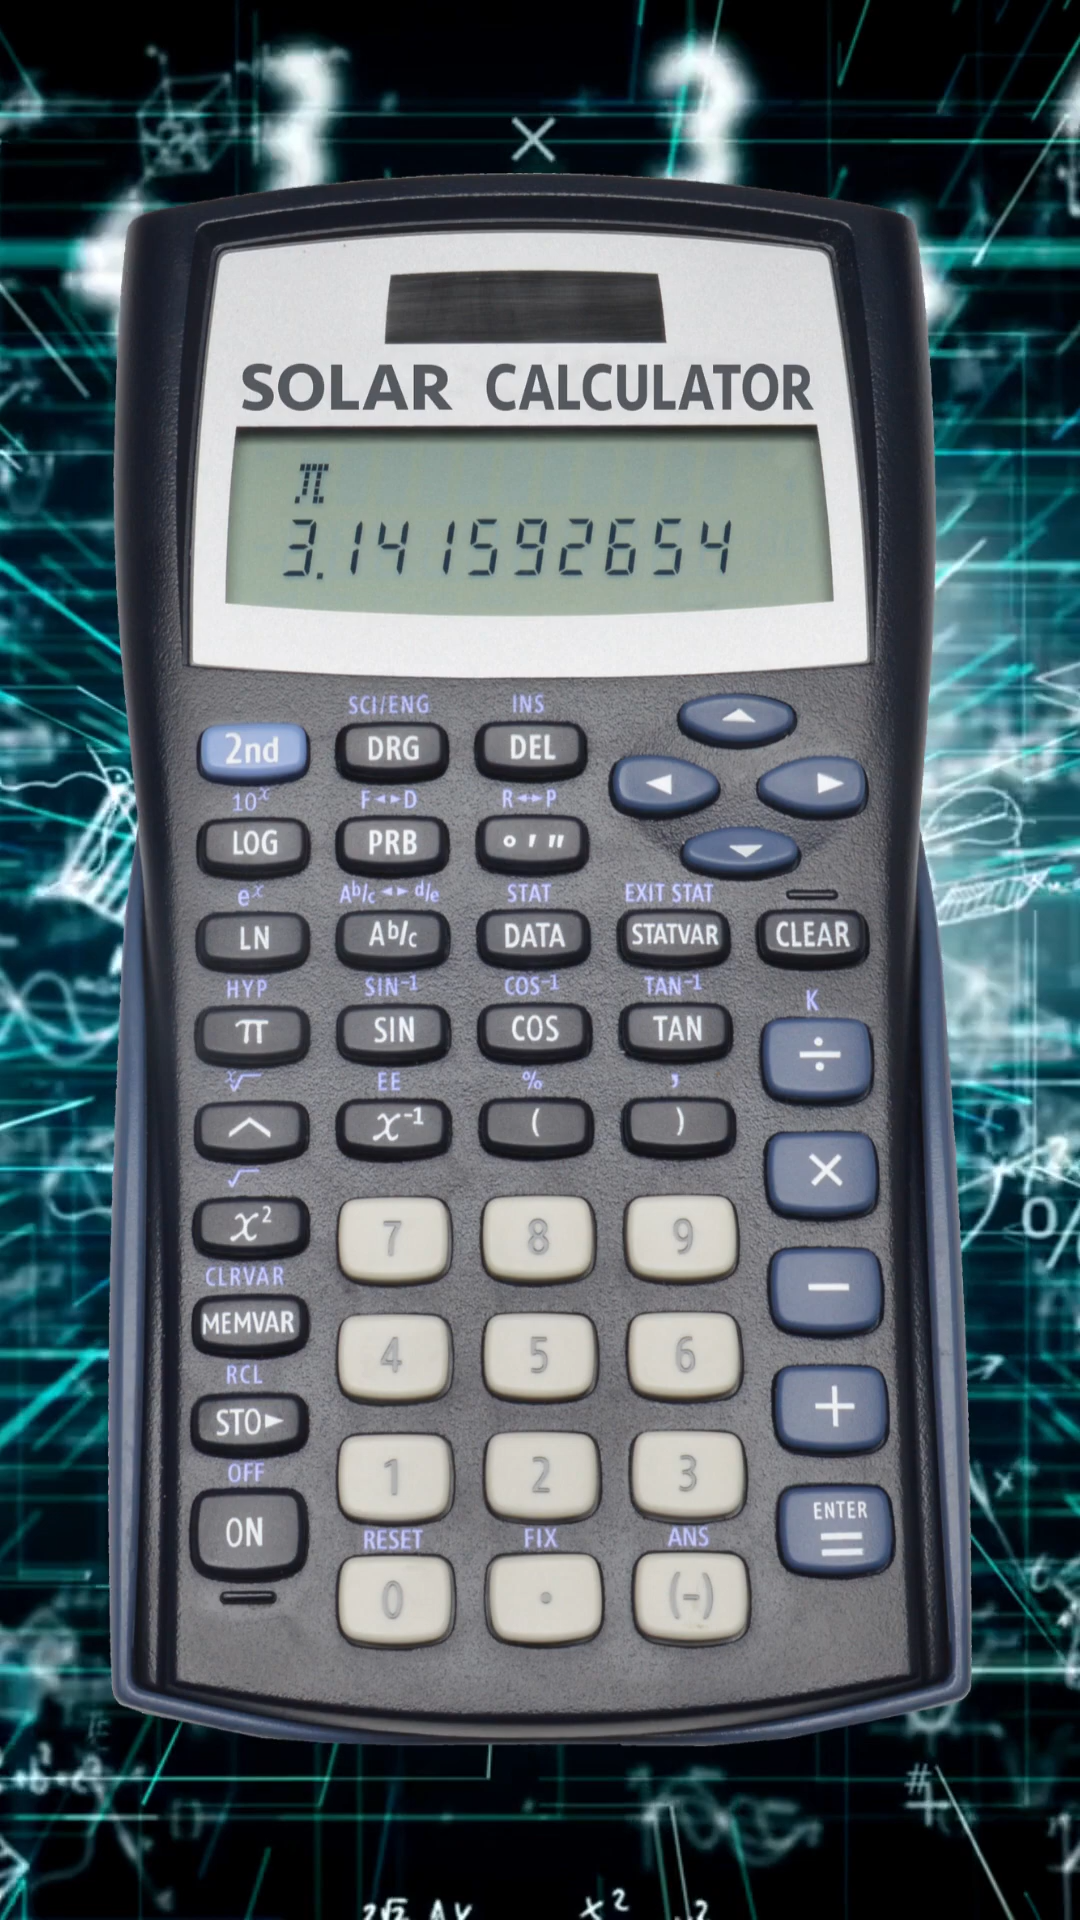 ×
SOLAR CALCULATOR
π
3.141592654
SCI/ENG INS
2nd DRG DEL
10ˣ F◄►D R◄►P
LOG PRB ° ′ ″
eˣ Ab/c ◄► d/e STAT EXIT STAT
LN Ab/c DATA STATVAR CLEAR
HYP SIN⁻¹ COS⁻¹ TAN⁻¹ K
π SIN COS TAN ÷
ˣ√ EE % ,
^ x⁻¹ ( ) ×
√
x² 7 8 9
CLRVAR −
MEMVAR 4 5 6
RCL
STO► +
OFF 1 2 3
ON ENTER =
RESET FIX ANS
0 . (−)
#
x²